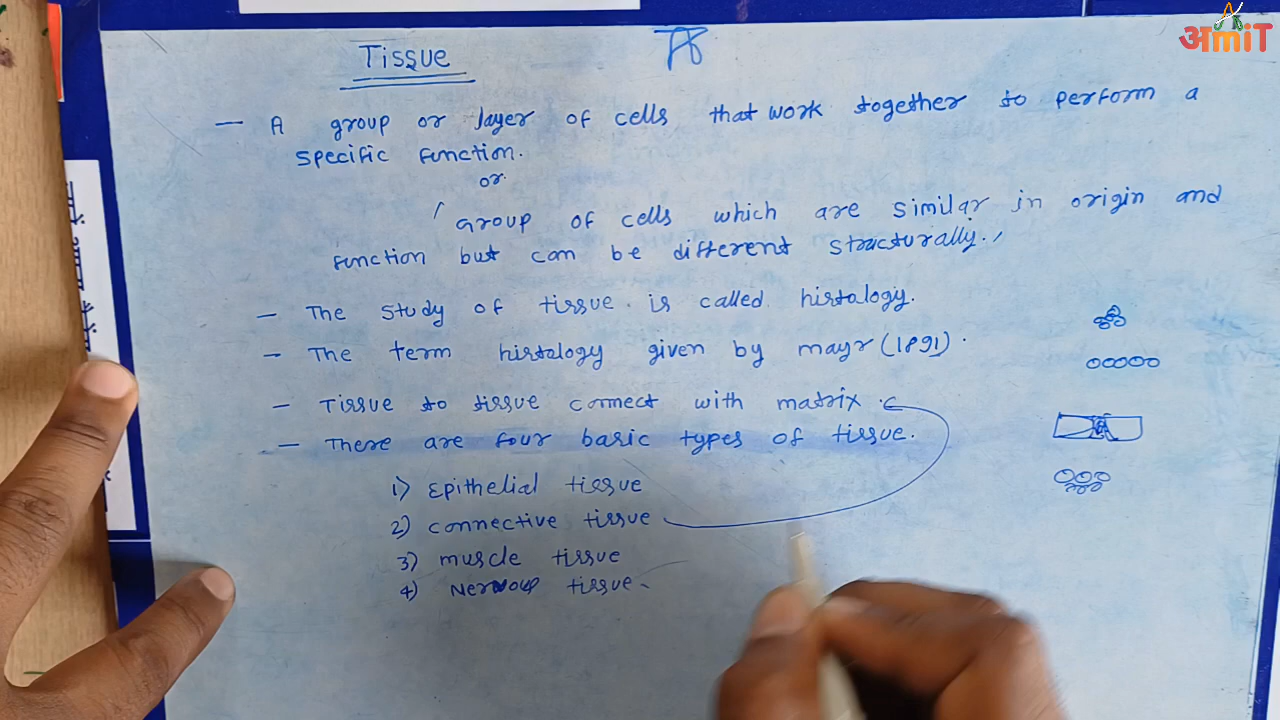 अmiT
Tissue
— A group or layer of cells that work together to perform a
specific function.
or
group of cells which are similar in origin and
function but can be different structurally.
— The study of tissue is called histalogy.
— The term histalogy given by mayr (1891).
— Tissue to tissue connect with matrix.
— There are four basic types of tissue.
1) Epithelial tissue
2) connective tissue
3) muscle tissue
4) Nervous tissue